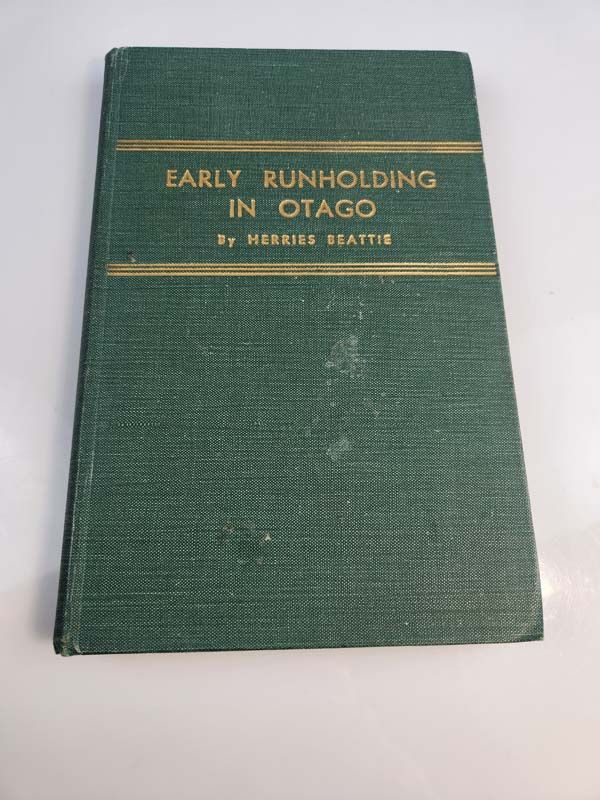 EARLY RUNHOLDING
IN OTAGO
By HERRIES BEATTIE